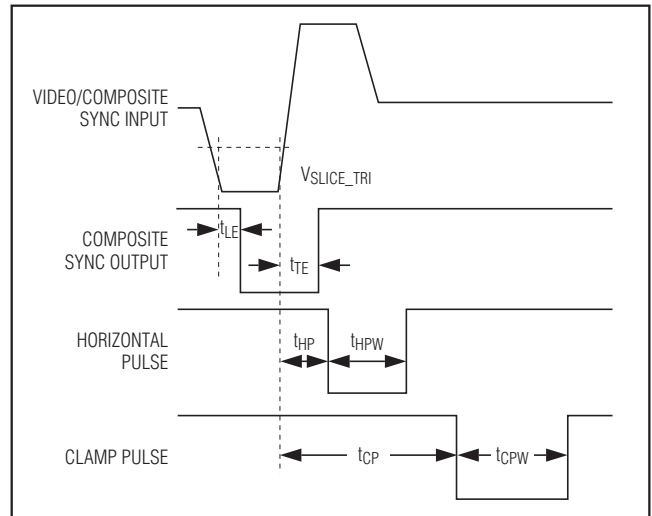 VIDEO/COMPOSITE
SYNC INPUT
VSLICE_TRI
COMPOSITE
SYNC OUTPUT
tLE
tTE
HORIZONTAL
PULSE
tHP
tHPW
CLAMP PULSE
tCP
tCPW